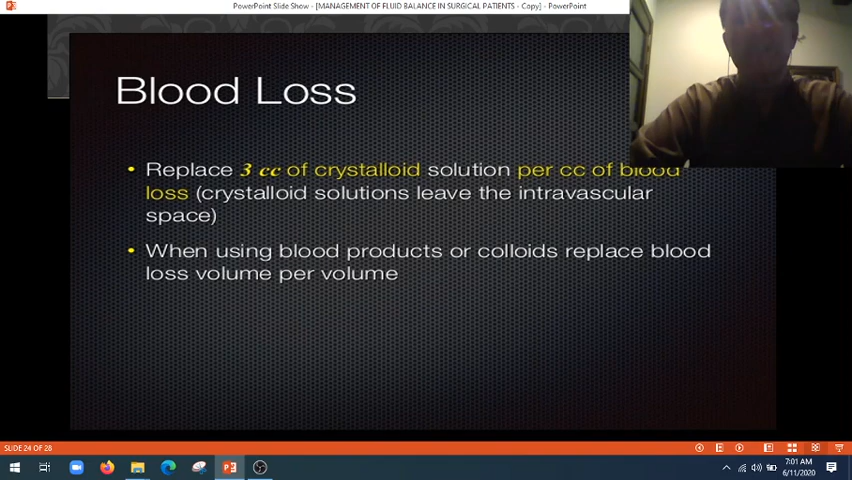 PowerPoint Slide Show - [MANAGEMENT OF FLUID BALANCE IN SURGICAL PATIENTS - Copy] - PowerPoint
Blood Loss
• Replace 3 cc of crystalloid solution per cc of blood
loss (crystalloid solutions leave the intravascular
space)
• When using blood products or colloids replace blood
loss volume per volume
SLIDE 24 OF 28
7:01 AM
6/11/2020